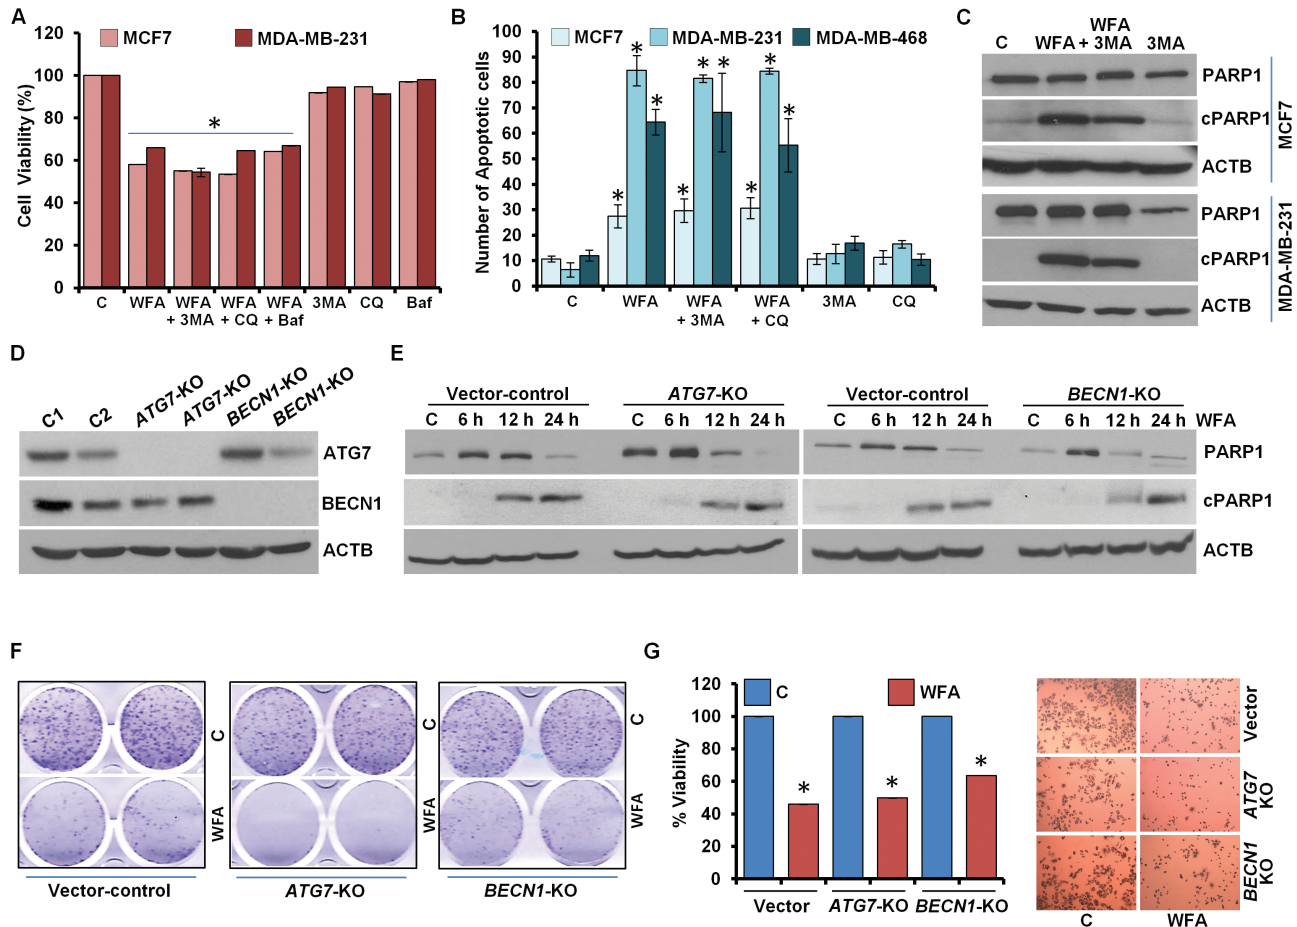 A
120
100
80
60
40
20
0
Cell Viability (%)
MCF7
MDA-MB-231
*
C
WFA
WFA
+ 3MA
WFA
+ CQ
WFA
+ Baf
3MA
CQ
Baf
B
100
90
80
70
60
50
40
30
20
10
0
Number of Apoptotic cells
MCF7
MDA-MB-231
MDA-MB-468
* * *
* * *
* * *
C
WFA
WFA
+ 3MA
WFA
+ CQ
3MA
CQ
C
C
WFA
WFA
+ 3MA
3MA
PARP1
cPARP1
ACTB
MCF7
PARP1
cPARP1
ACTB
MDA-MB-231
D
C1
C2
ATG7-KO
ATG7-KO
BECN1-KO
BECN1-KO
ATG7
BECN1
ACTB
E
Vector-control
ATG7-KO
Vector-control
BECN1-KO
C 6 h 12 h 24 h
C 6 h 12 h 24 h
C 6 h 12 h 24 h
C 6 h 12 h 24 h
WFA
PARP1
cPARP1
ACTB
F
C
WFA
Vector-control
C
WFA
ATG7-KO
C
WFA
BECN1-KO
G
120
100
80
60
40
20
0
% Viability
C
WFA
*
*
*
Vector
ATG7-KO
BECN1-KO
Vector
ATG7
KO
BECN1
KO
C
WFA